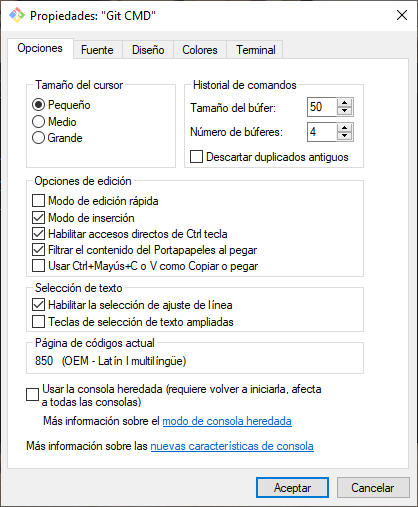 Propiedades: "Git CMD"
Opciones Fuente Diseño Colores Terminal
Tamaño del cursor
Pequeño
Medio
Grande
Historial de comandos
Tamaño del búfer: 50
Número de búferes: 4
Descartar duplicados antiguos
Opciones de edición
Modo de edición rápida
Modo de inserción
Habilitar accesos directos de Ctrl tecla
Filtrar el contenido del Portapapeles al pegar
Usar Ctrl+Mayús+C o V como Copiar o pegar
Selección de texto
Habilitar la selección de ajuste de línea
Teclas de selección de texto ampliadas
Página de códigos actual
850 (OEM - Latín I multilingüe)
Usar la consola heredada (requiere volver a iniciarla, afecta
a todas las consolas)
Más información sobre el modo de consola heredada
Más información sobre las nuevas características de consola
Aceptar Cancelar